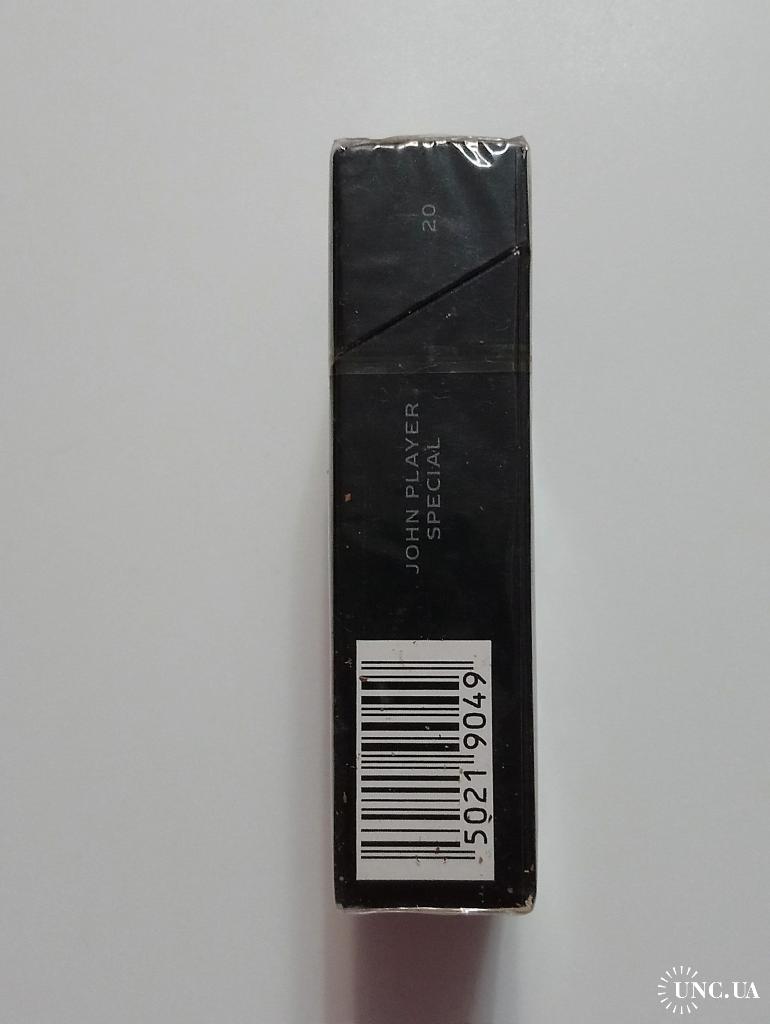 20
JOHN PLAYER
SPECIAL
5021 9049
UNC.UA